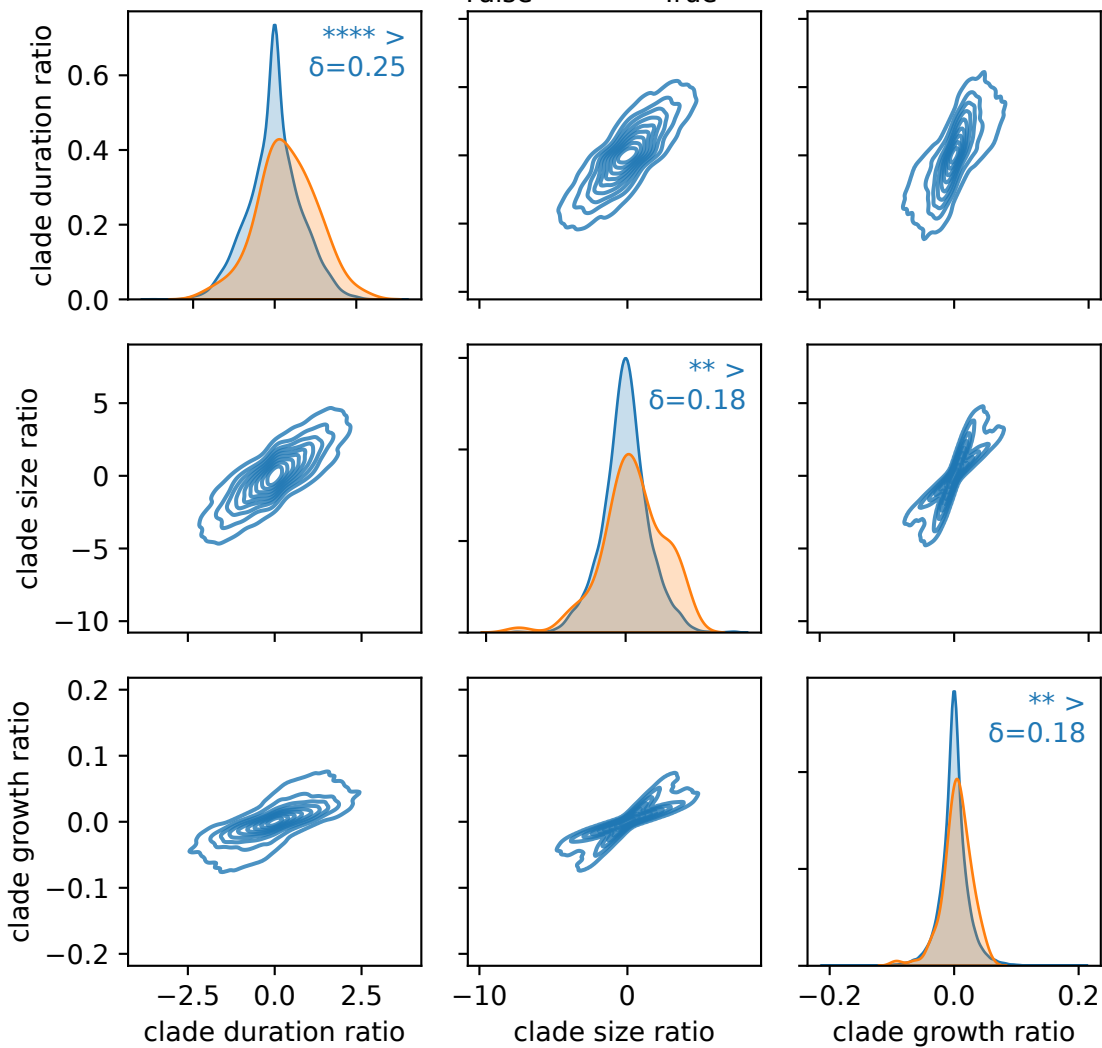 False True
clade duration ratio
0.6
0.4
0.2
0.0
**** >
δ=0.25
clade size ratio
5
0
−5
−10
** >
δ=0.18
clade growth ratio
0.2
0.1
0.0
−0.1
−0.2
** >
δ=0.18
−2.5 0.0 2.5
−10 0
−0.2 0.0 0.2
clade duration ratio
clade size ratio
clade growth ratio